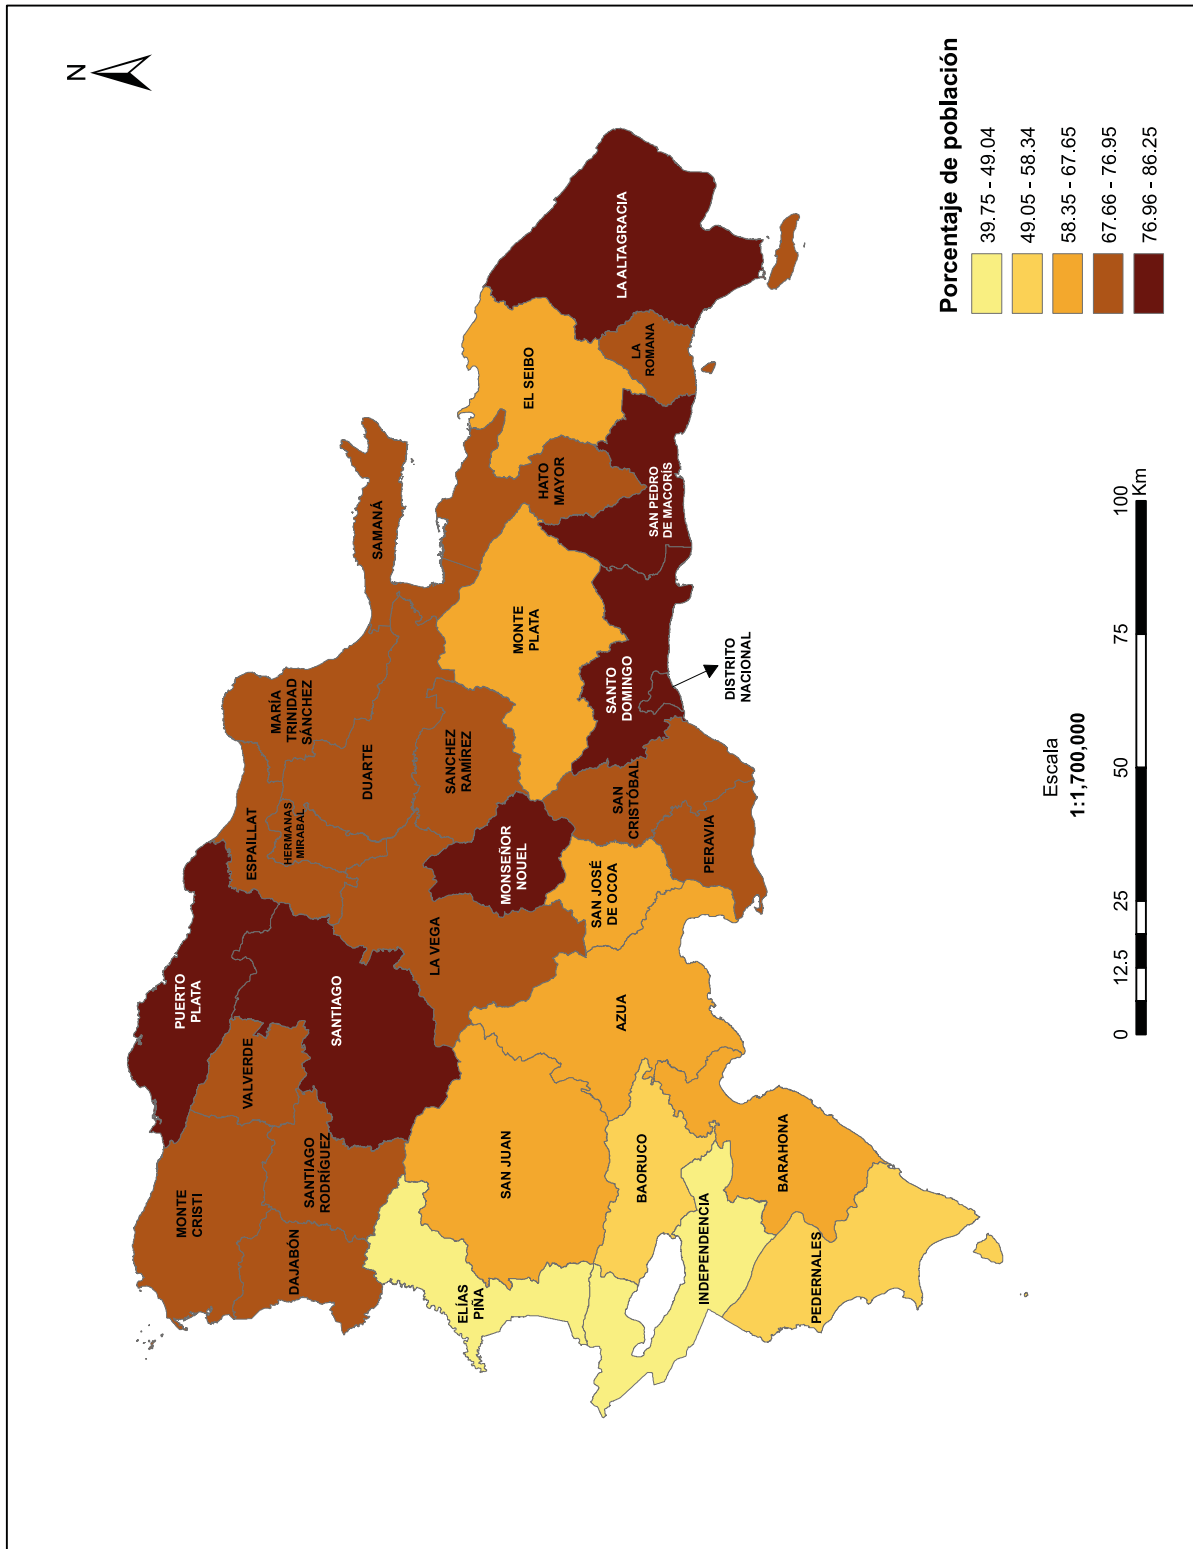 N
PUERTO
PLATA
MONTE
CRISTI
VALVERDE
ESPAILLAT
MARÍA
TRINIDAD
SÁNCHEZ
HERMANAS
MIRABAL
DAJABÓN
SANTIAGO
RODRÍGUEZ
SANTIAGO
DUARTE
SAMANÁ
LA VEGA
SANCHEZ
RAMÍREZ
ELÍAS
PIÑA
SAN JUAN
MONSEÑOR
NOUEL
MONTE
PLATA
HATO
MAYOR
EL SEIBO
LA ALTAGRACIA
AZUA
SAN JOSÉ
DE OCOA
SAN
CRISTÓBAL
SANTO
DOMINGO
SAN PEDRO
DE MACORÍS
LA
ROMANA
BAORUCO
INDEPENDENCIA
PERAVIA
DISTRITO
NACIONAL
BARAHONA
PEDERNALES
Porcentaje de población
39.75 - 49.04
49.05 - 58.34
58.35 - 67.65
67.66 - 76.95
76.96 - 86.25
Escala
1:1,700,000
0 12.5 25 50 75 100
Km